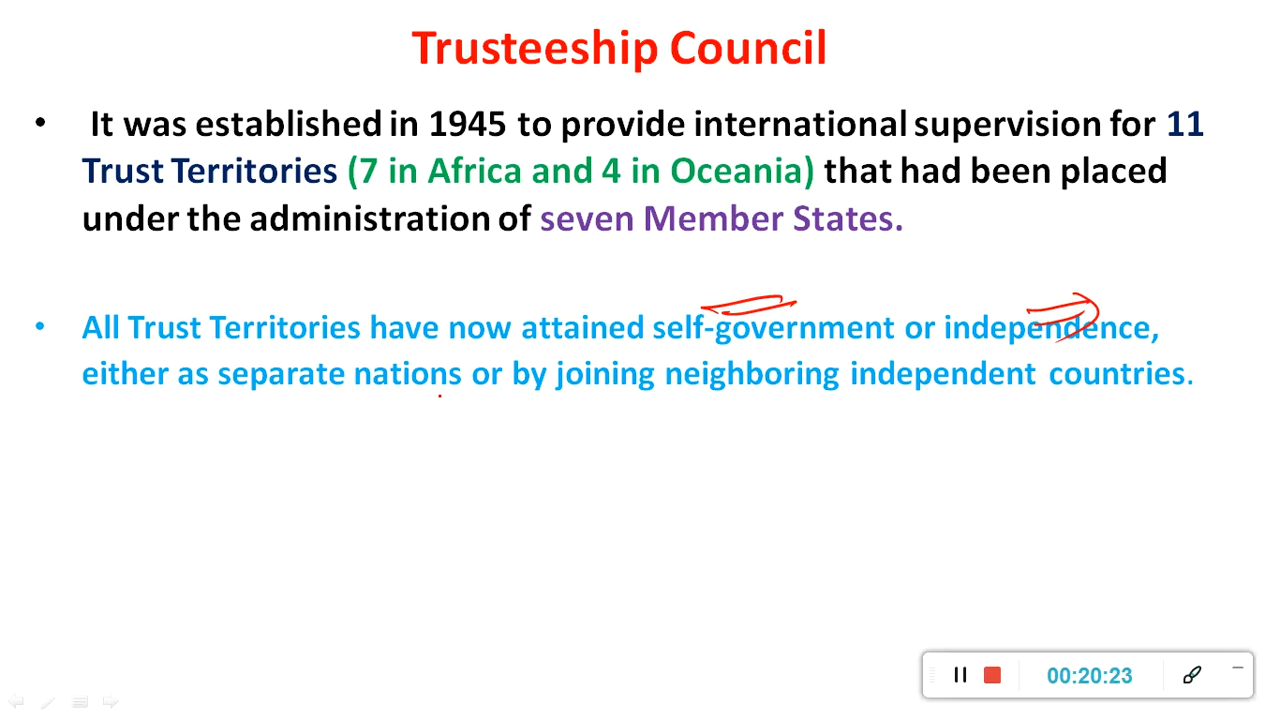 Trusteeship Council
• It was established in 1945 to provide international supervision for 11
Trust Territories (7 in Africa and 4 in Oceania) that had been placed
under the administration of seven Member States.
• All Trust Territories have now attained self-government or independence,
either as separate nations or by joining neighboring independent countries.
00:20:23